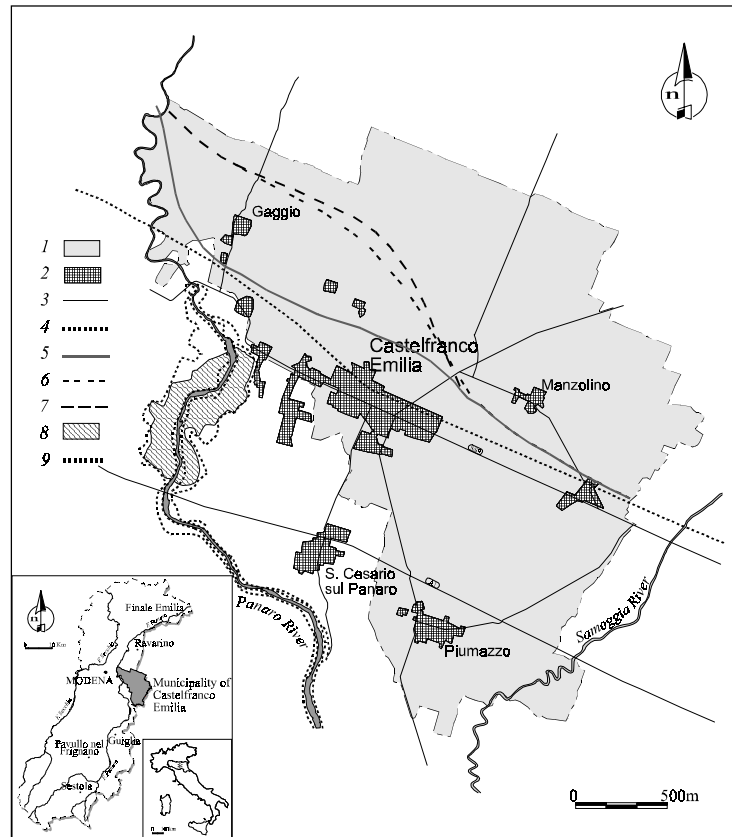 n
Gaggio
1
2
3
4
5
6
7
8
9
Castelfranco
Emilia
Manzolino
S. Cesario
sul Panaro
Panaro River
Samoggia River
Piumazzo
0 500m
n
Finale Emilia
Ravarino
MODENA
Municipality of
Castelfranco
Emilia
Pavullo nel
Frignano
Guiglia
Sestola